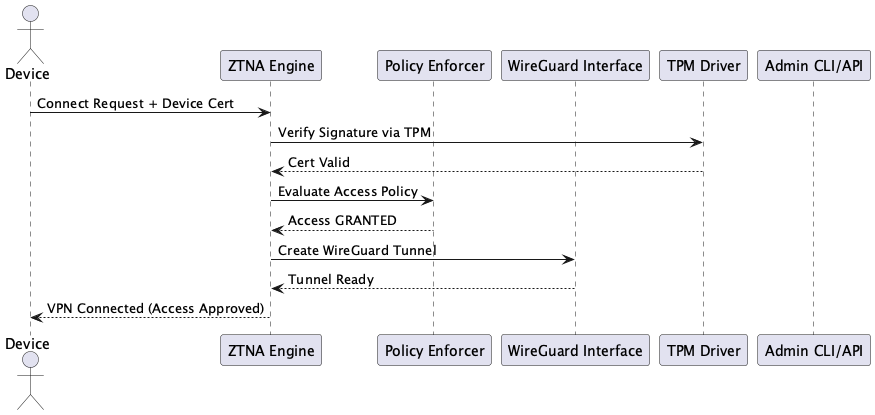 ZTNA Engine
Policy Enforcer
WireGuard Interface
TPM Driver
Admin CLI/API
Device
Connect Request + Device Cert
Verify Signature via TPM
Cert Valid
Evaluate Access Policy
Access GRANTED
Create WireGuard Tunnel
Tunnel Ready
VPN Connected (Access Approved)
Device
ZTNA Engine
Policy Enforcer
WireGuard Interface
TPM Driver
Admin CLI/API